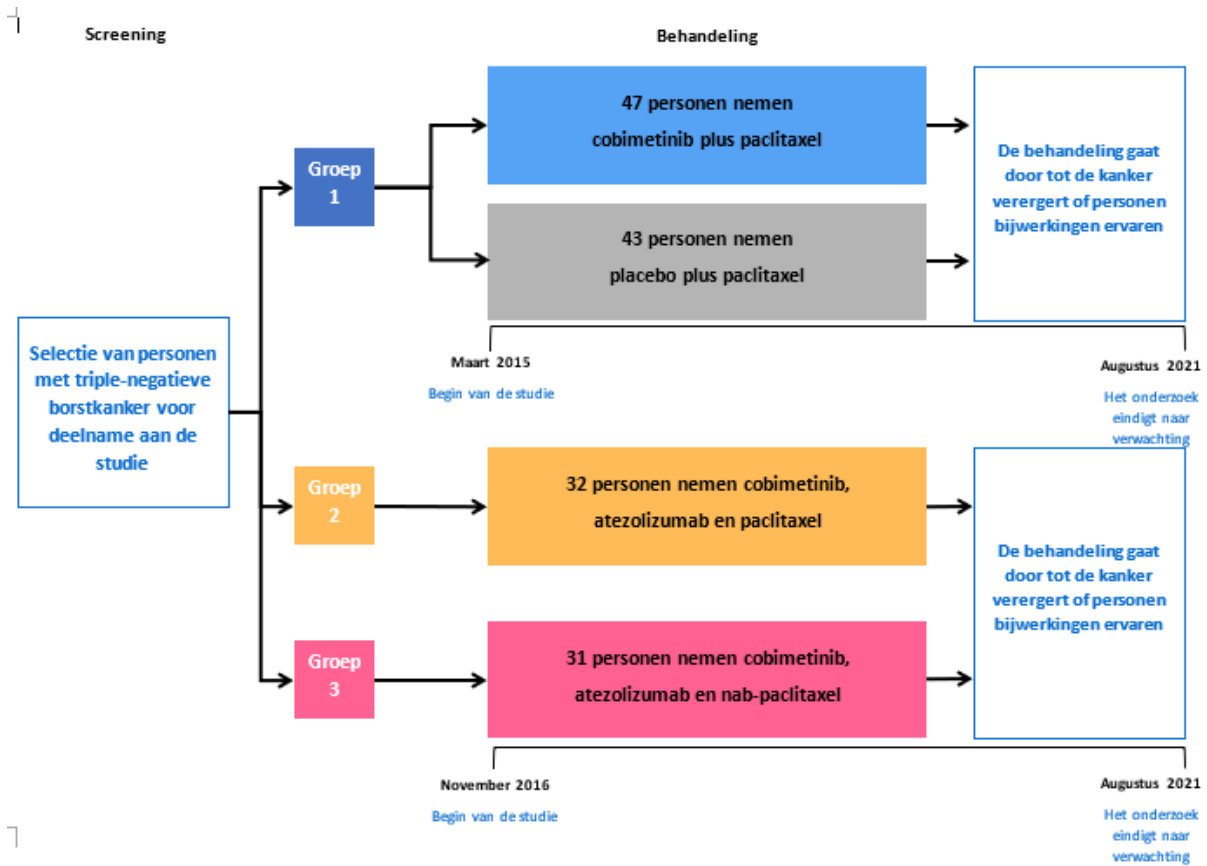 Screening
Behandeling
47 personen nemen
cobimetinib plus paclitaxel
Groep
1
De behandeling gaat
door tot de kanker
verergert of personen
bijwerkingen ervaren
43 personen nemen
placebo plus paclitaxel
Selectie van personen
met triple-negatieve
borstkanker voor
deelname aan de
studie
Maart 2015
Begin van de studie
Augustus 2021
Het onderzoek
eindigt naar
verwachting
Groep
2
32 personen nemen cobimetinib,
atezolizumab en paclitaxel
De behandeling gaat
door tot de kanker
verergert of personen
bijwerkingen ervaren
Groep
3
31 personen nemen cobimetinib,
atezolizumab en nab-paclitaxel
November 2016
Begin van de studie
Augustus 2021
Het onderzoek
eindigt naar
verwachting